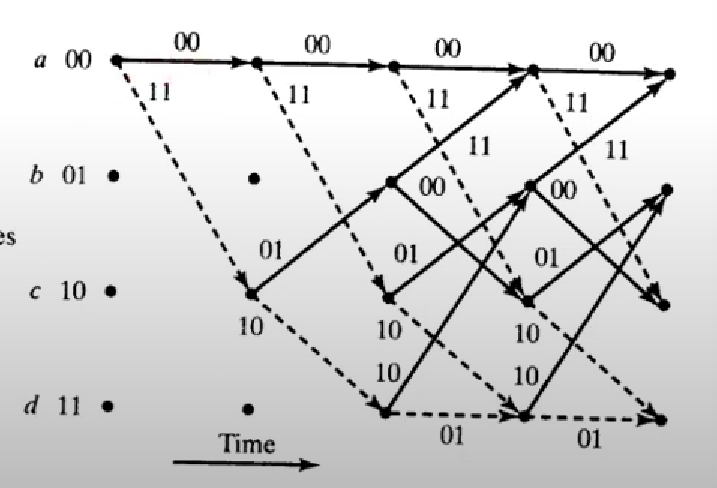 00 00 00 00
a 00
11 11 11 11
11 11
b 01
00 00
es
01 01 01
c 10
10 10 10
10 10
d 11
01 01
Time